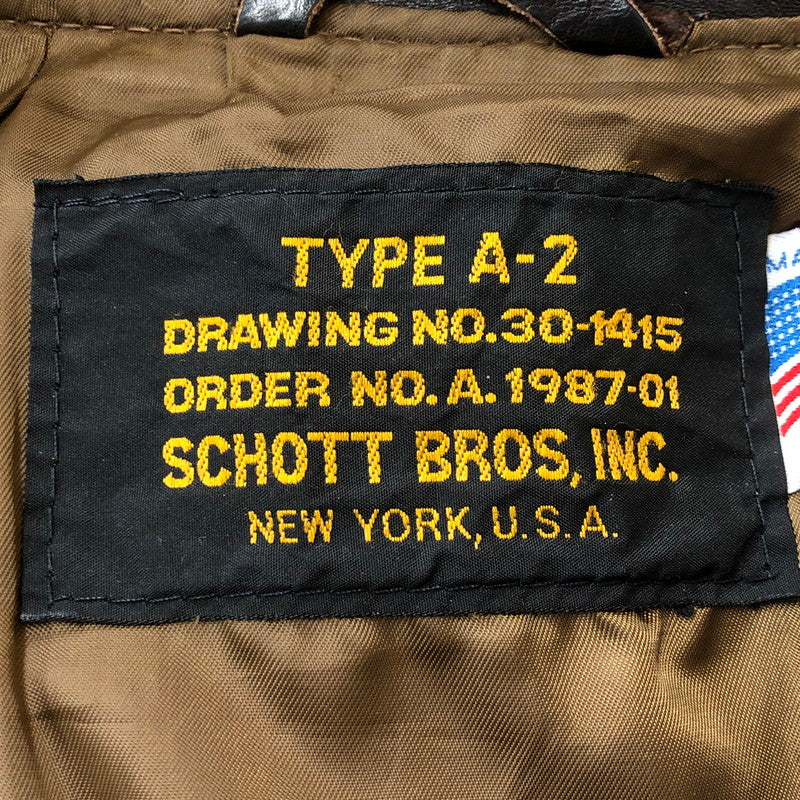 TYPE A-2
DRAWING NO.30-1415
ORDER NO.A.1987-01
SCHOTT BROS, INC.
NEW YORK, U.S.A.